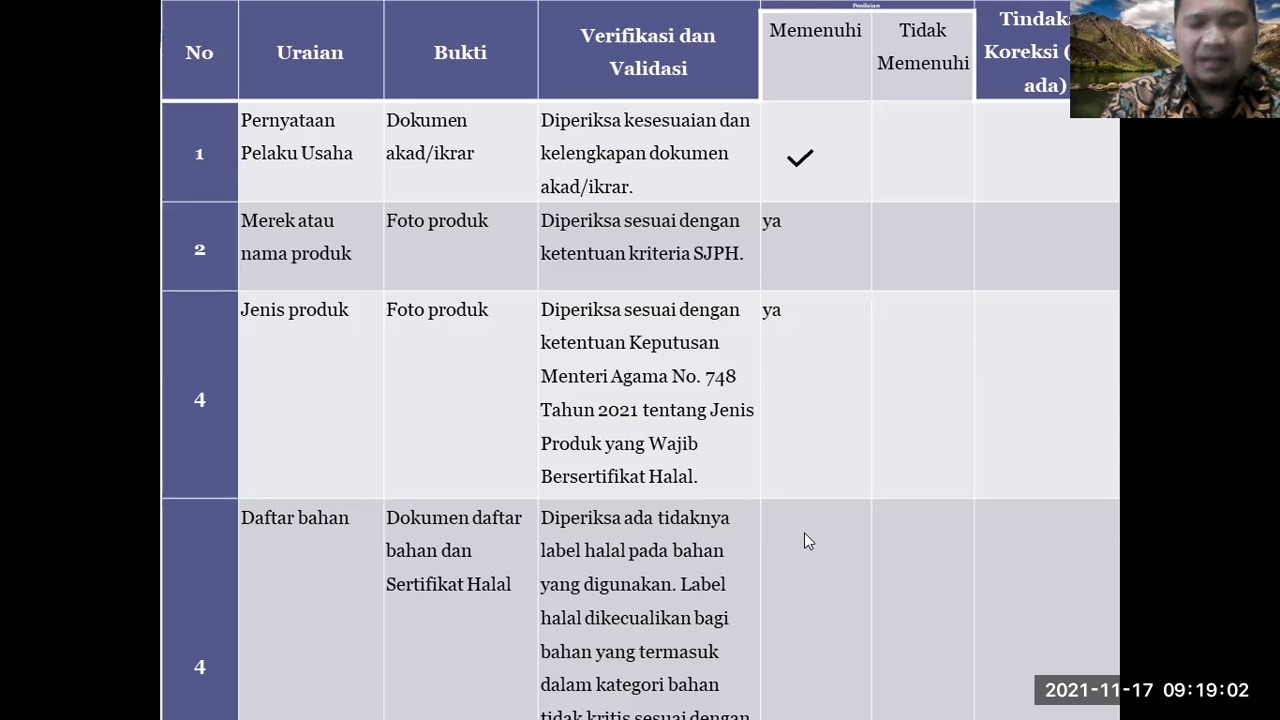 Penilaian
No
Uraian
Bukti
Verifikasi dan
Validasi
Memenuhi
Tidak
Memenuhi
Koreksi
ada)
1
Pernyataan
Pelaku Usaha
Dokumen
akad/ikrar
Diperiksa kesesuaian dan
kelengkapan dokumen
akad/ikrar.
2
Merek atau
nama produk
Foto produk
Diperiksa sesuai dengan
ketentuan kriteria SJPH.
ya
4
Jenis produk
Foto produk
Diperiksa sesuai dengan
ketentuan Keputusan
Menteri Agama No. 748
Tahun 2021 tentang Jenis
Produk yang Wajib
Bersertifikat Halal.
ya
4
Daftar bahan
Dokumen daftar
bahan dan
Sertifikat Halal
Diperiksa ada tidaknya
label halal pada bahan
yang digunakan. Label
halal dikecualikan bagi
bahan yang termasuk
dalam kategori bahan
tidak kritis sesuai dengan
2021-11-17 09:19:02